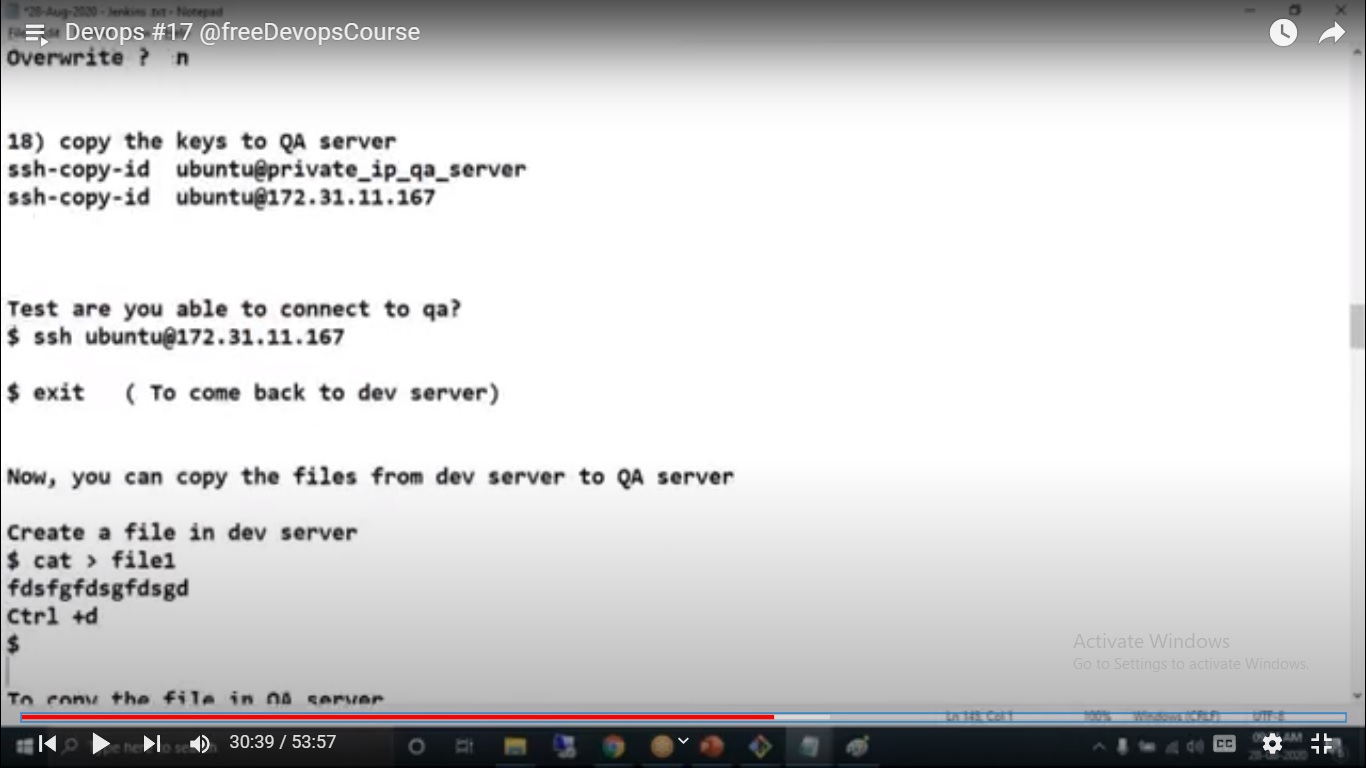 *28-Aug-2020 - Jenkins .txt - Notepad
Devops #17 @freeDevopsCourse
Overwrite ? n
18) copy the keys to QA server
ssh-copy-id ubuntu@private_ip_qa_server
ssh-copy-id ubuntu@172.31.11.167
Test are you able to connect to qa?
$ ssh ubuntu@172.31.11.167
$ exit ( To come back to dev server)
Now, you can copy the files from dev server to QA server
Create a file in dev server
$ cat > file1
fdsfgfdsgfdsgd
Ctrl +d
$
Activate Windows
Go to Settings to activate Windows.
To copy the file in QA server
Ln 143, Col 1 100% Windows (CRLF) UTF-8
30:39 / 53:57
CC